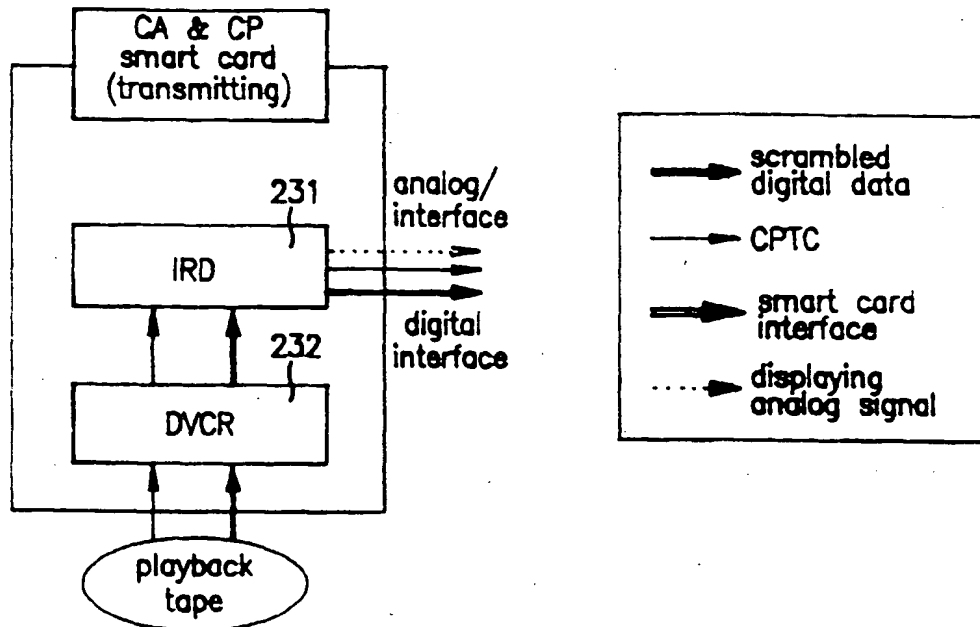 CA & CP
smart card
(transmitting)
231
analog/
interface
IRD
digital
interface
232
DVCR
playback
tape
scrambled
digital data
CPTC
smart card
interface
displaying
analog signal